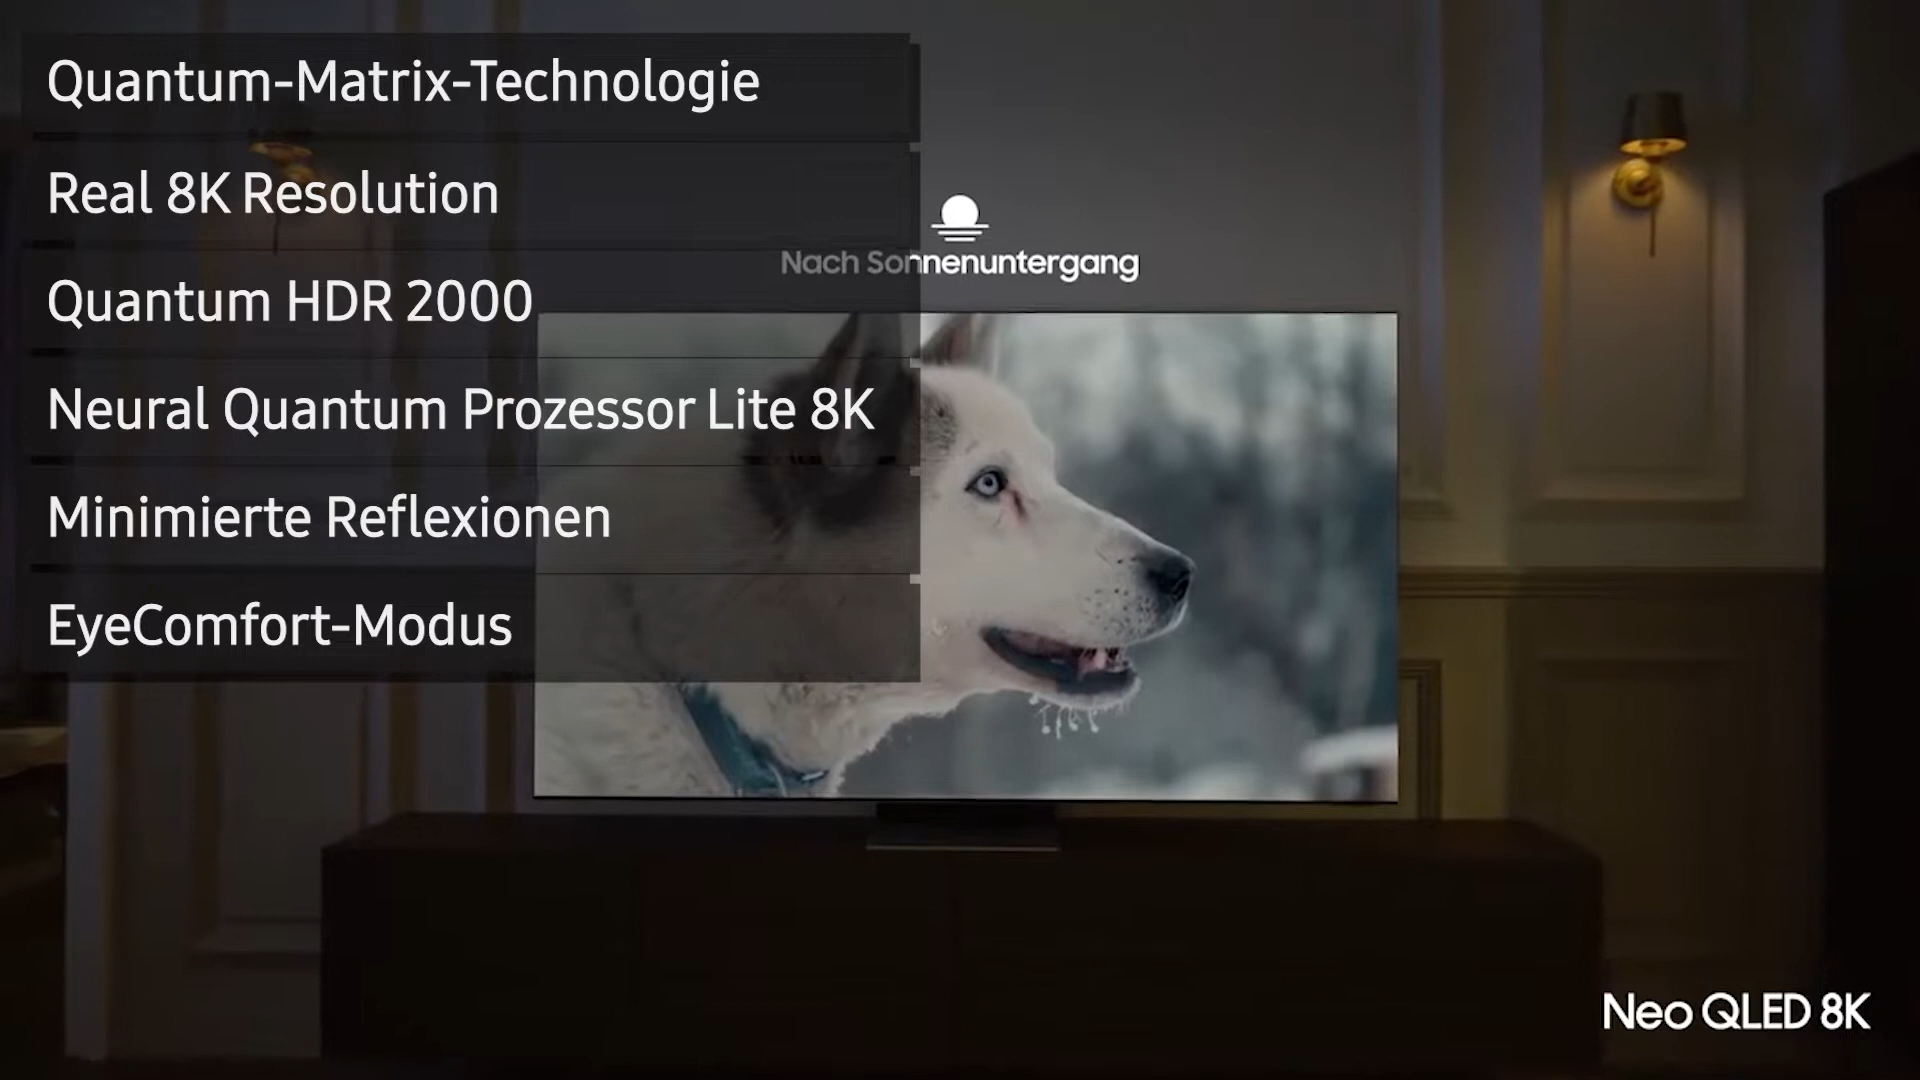 Quantum-Matrix-Technologie
Real 8K Resolution
Nach Sonnenuntergang
Quantum HDR 2000
Neural Quantum Prozessor Lite 8K
Minimierte Reflexionen
EyeComfort-Modus
Neo QLED 8K